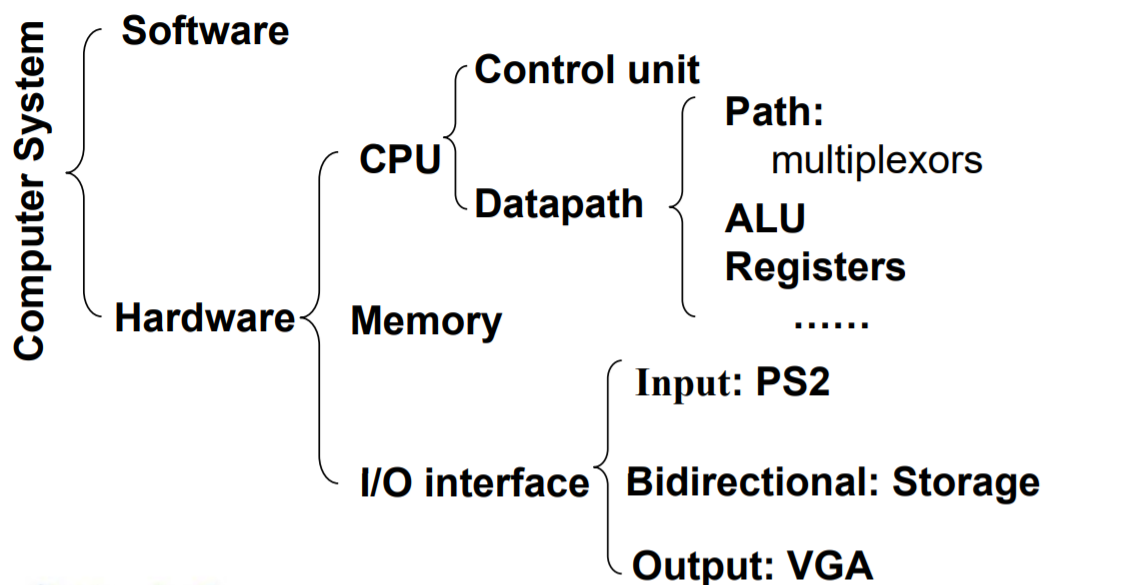 Computer System
Software
Hardware
CPU
Control unit
Datapath
Path:
multiplexors
ALU
Registers
......
Memory
I/O interface
Input: PS2
Bidirectional: Storage
Output: VGA